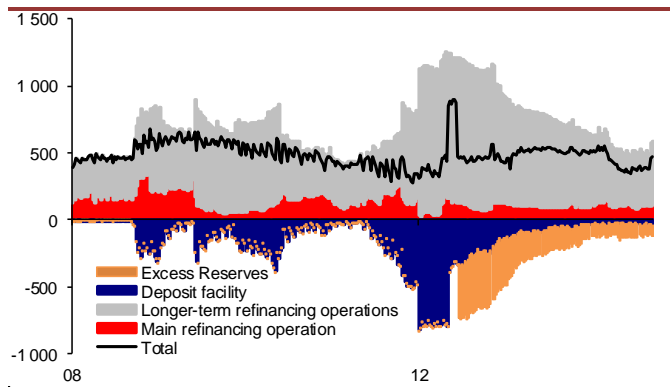 1 500
1 000
500
0
-500
-1 000
Excess Reserves
Deposit facility
Longer-term refinancing operations
Main refinancing operation
Total
08
12